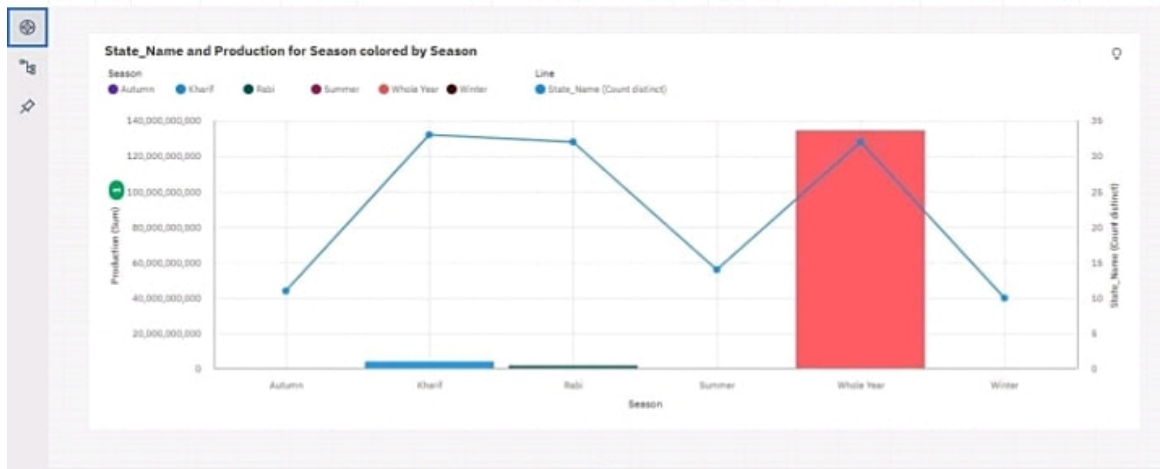 State_Name and Production for Season colored by Season
Season
Autumn Kharif Rabi Summer Whole Year Winter
Line
State_Name (Count distinct)
Production (Sum)
1
140,000,000,000
120,000,000,000
100,000,000,000
80,000,000,000
60,000,000,000
40,000,000,000
20,000,000,000
0
35
30
25
20
15
10
5
0
State_Name (Count distinct)
Autumn Kharif Rabi Summer Whole Year Winter
Season